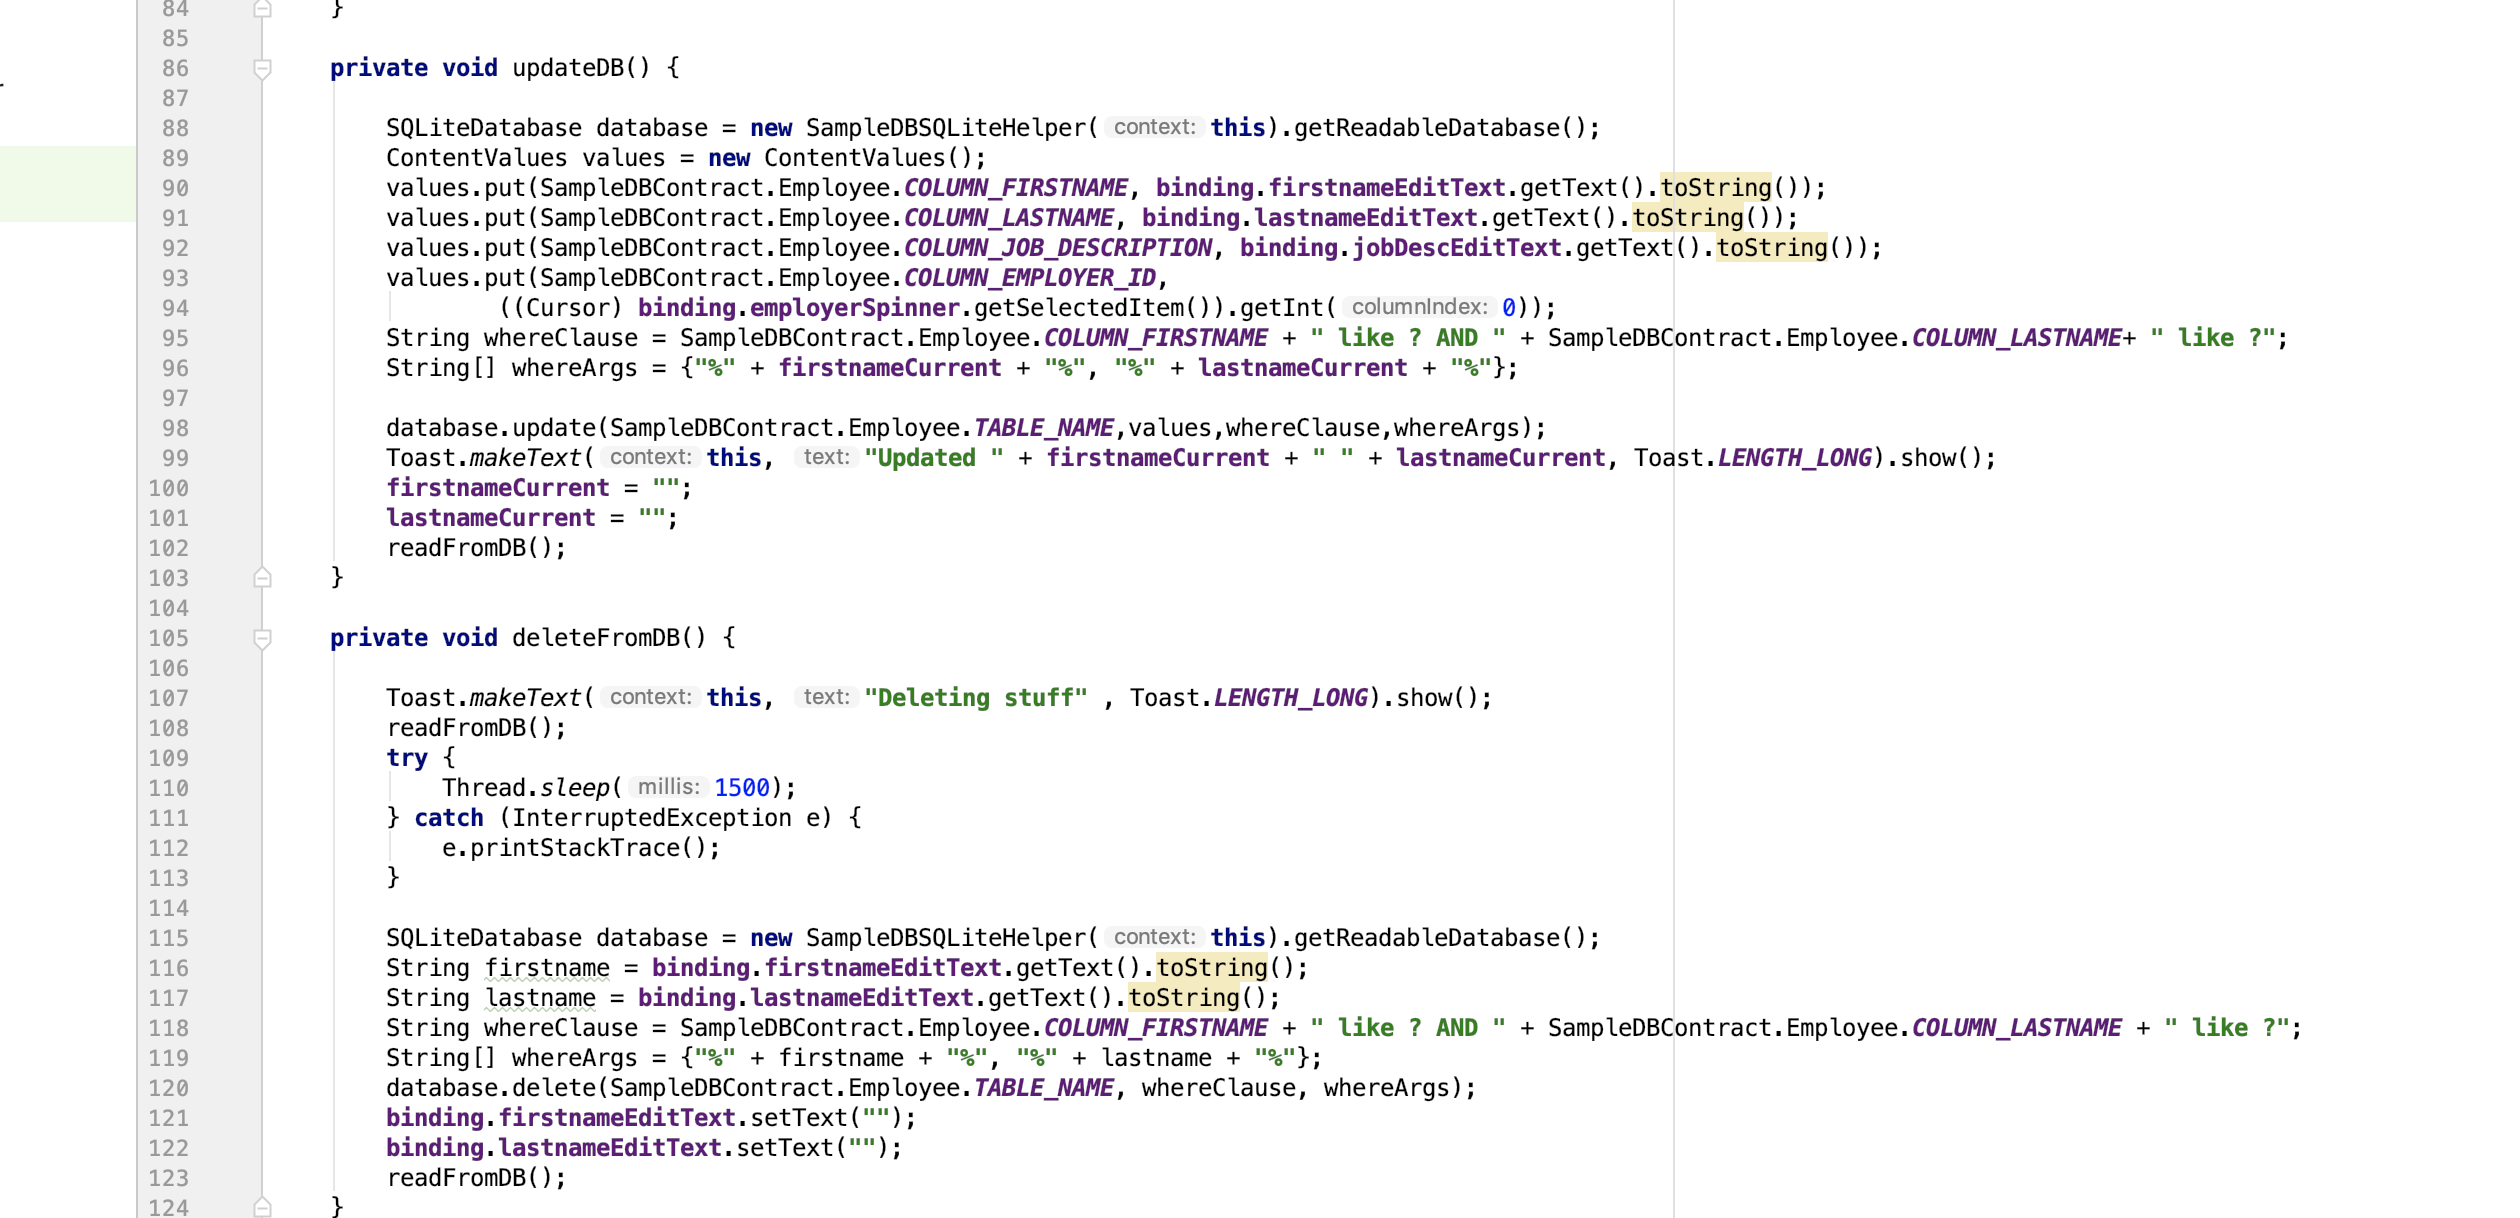 84 }
85
86 private void updateDB() {
87
88 SQLiteDatabase database = new SampleDBSQLiteHelper( context: this).getReadableDatabase();
89 ContentValues values = new ContentValues();
90 values.put(SampleDBContract.Employee.COLUMN_FIRSTNAME, binding.firstnameEditText.getText().toString());
91 values.put(SampleDBContract.Employee.COLUMN_LASTNAME, binding.lastnameEditText.getText().toString());
92 values.put(SampleDBContract.Employee.COLUMN_JOB_DESCRIPTION, binding.jobDescEditText.getText().toString());
93 values.put(SampleDBContract.Employee.COLUMN_EMPLOYER_ID,
94 ((Cursor) binding.employerSpinner.getSelectedItem()).getInt( columnIndex: 0));
95 String whereClause = SampleDBContract.Employee.COLUMN_FIRSTNAME + " like ? AND " + SampleDBContract.Employee.COLUMN_LASTNAME+ " like ?";
96 String[] whereArgs = {"%" + firstnameCurrent + "%", "%" + lastnameCurrent + "%"};
97
98 database.update(SampleDBContract.Employee.TABLE_NAME,values,whereClause,whereArgs);
99 Toast.makeText( context: this, text: "Updated " + firstnameCurrent + " " + lastnameCurrent, Toast.LENGTH_LONG).show();
100 firstnameCurrent = "";
101 lastnameCurrent = "";
102 readFromDB();
103 }
104
105 private void deleteFromDB() {
106
107 Toast.makeText( context: this, text: "Deleting stuff" , Toast.LENGTH_LONG).show();
108 readFromDB();
109 try {
110 Thread.sleep( millis: 1500);
111 } catch (InterruptedException e) {
112 e.printStackTrace();
113 }
114
115 SQLiteDatabase database = new SampleDBSQLiteHelper( context: this).getReadableDatabase();
116 String firstname = binding.firstnameEditText.getText().toString();
117 String lastname = binding.lastnameEditText.getText().toString();
118 String whereClause = SampleDBContract.Employee.COLUMN_FIRSTNAME + " like ? AND " + SampleDBContract.Employee.COLUMN_LASTNAME + " like ?";
119 String[] whereArgs = {"%" + firstname + "%", "%" + lastname + "%"};
120 database.delete(SampleDBContract.Employee.TABLE_NAME, whereClause, whereArgs);
121 binding.firstnameEditText.setText("");
122 binding.lastnameEditText.setText("");
123 readFromDB();
124 }